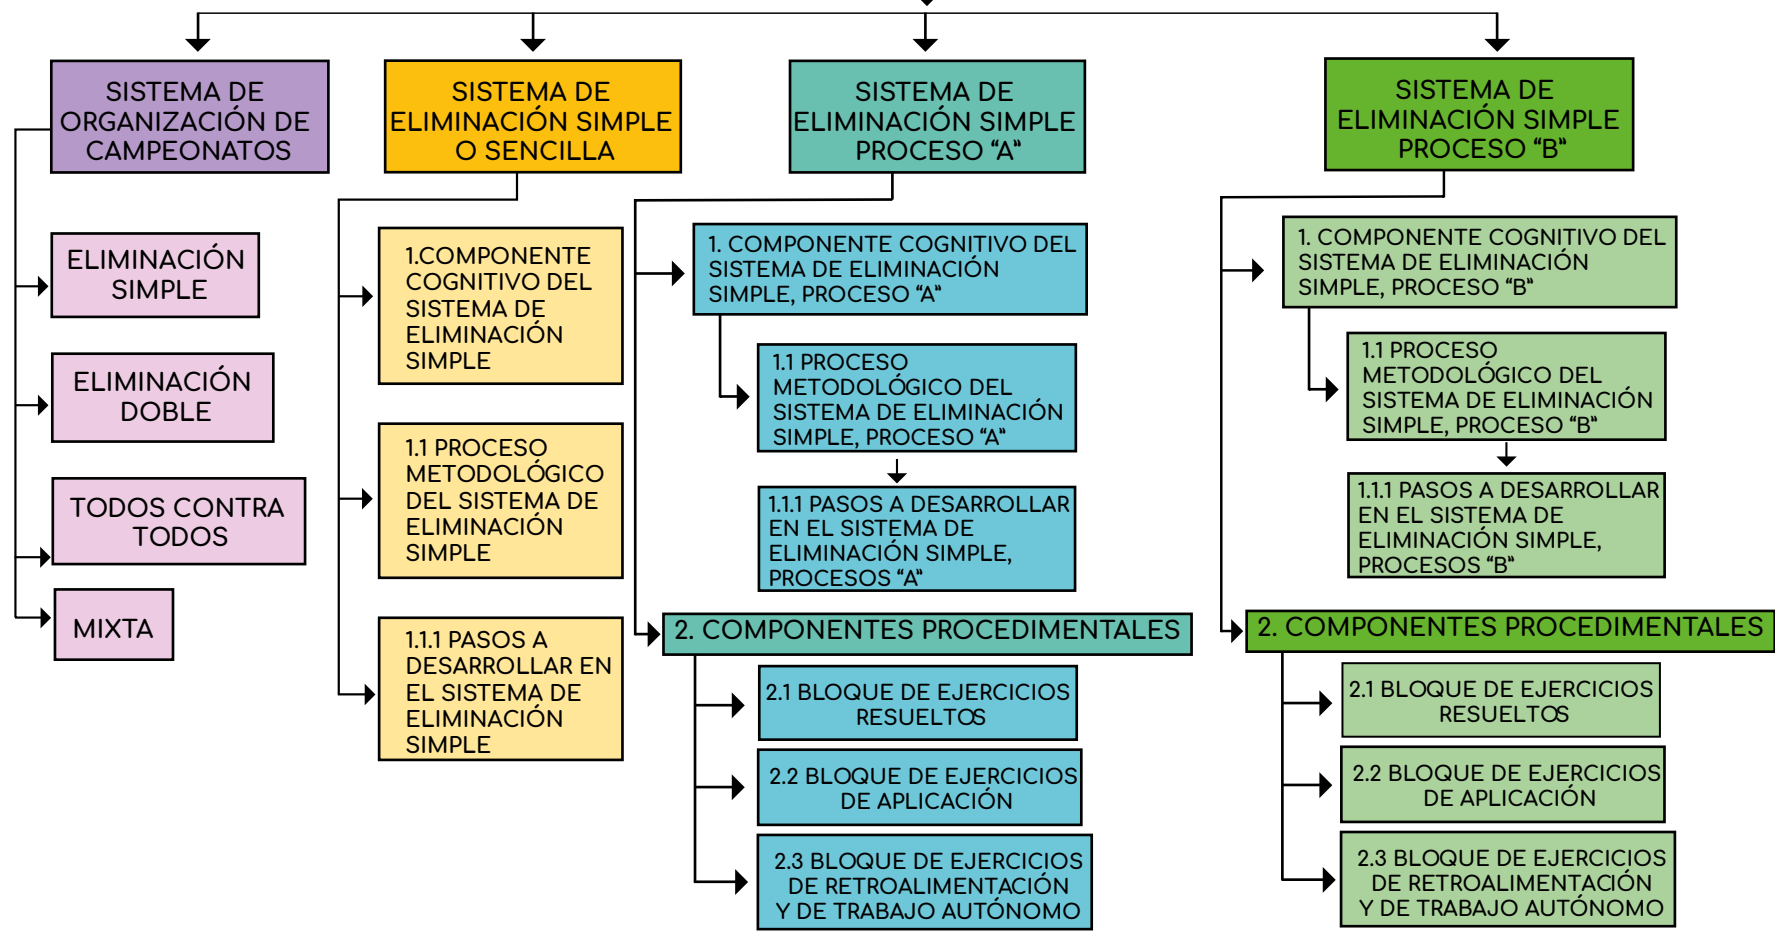 SISTEMA DE
ORGANIZACIÓN DE
CAMPEONATOS
ELIMINACIÓN
SIMPLE
ELIMINACIÓN
DOBLE
TODOS CONTRA
TODOS
MIXTA
SISTEMA DE
ELIMINACIÓN SIMPLE
O SENCILLA
1.COMPONENTE
COGNITIVO DEL
SISTEMA DE
ELIMINACIÓN
SIMPLE
1.1 PROCESO
METODOLÓGICO
DEL SISTEMA DE
ELIMINACIÓN
SIMPLE
1.1.1 PASOS A
DESARROLLAR EN
EL SISTEMA DE
ELIMINACIÓN
SIMPLE
SISTEMA DE
ELIMINACIÓN SIMPLE
PROCESO “A”
1. COMPONENTE COGNITIVO DEL
SISTEMA DE ELIMINACIÓN
SIMPLE, PROCESO “A”
1.1 PROCESO
METODOLÓGICO DEL
SISTEMA DE ELIMINACIÓN
SIMPLE, PROCESO “A”
1.1.1 PASOS A DESARROLLAR
EN EL SISTEMA DE
ELIMINACIÓN SIMPLE,
PROCESOS “A”
2. COMPONENTES PROCEDIMENTALES
2.1 BLOQUE DE EJERCICIOS
RESUELTOS
2.2 BLOQUE DE EJERCICIOS
DE APLICACIÓN
2.3 BLOQUE DE EJERCICIOS
DE RETROALIMENTACIÓN
Y DE TRABAJO AUTÓNOMO
SISTEMA DE
ELIMINACIÓN SIMPLE
PROCESO “B”
1. COMPONENTE COGNITIVO DEL
SISTEMA DE ELIMINACIÓN
SIMPLE, PROCESO “B”
1.1 PROCESO
METODOLÓGICO DEL
SISTEMA DE ELIMINACIÓN
SIMPLE, PROCESO “B”
1.1.1 PASOS A DESARROLLAR
EN EL SISTEMA DE
ELIMINACIÓN SIMPLE,
PROCESOS “B”
2. COMPONENTES PROCEDIMENTALES
2.1 BLOQUE DE EJERCICIOS
RESUELTOS
2.2 BLOQUE DE EJERCICIOS
DE APLICACIÓN
2.3 BLOQUE DE EJERCICIOS
DE RETROALIMENTACIÓN
Y DE TRABAJO AUTÓNOMO